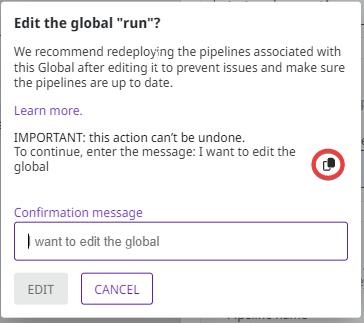 Edit the global "run"?
We recommend redeploying the pipelines associated with
this Global after editing it to prevent issues and make sure
the pipelines are up to date.
Learn more.
IMPORTANT: this action can't be undone.
To continue, enter the message: I want to edit the
global
Confirmation message
I want to edit the global
EDIT
CANCEL
Pipeline name